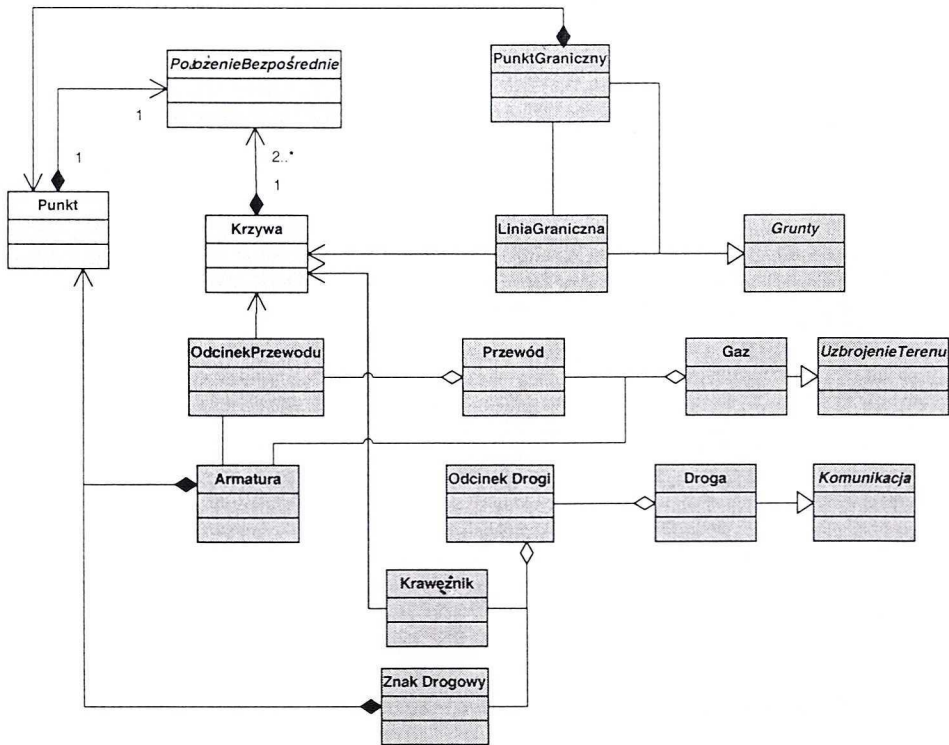 PunktGraniczny
PołożenieBezpośrednie
1
1
2..*
1
Punkt
Krzywa
LiniaGraniczna
Grunty
OdcinekPrzewodu
Przewód
Gaz
UzbrojenieTerenu
Armatura
Odcinek Drogi
Droga
Komunikacja
Krawężnik
Znak Drogowy